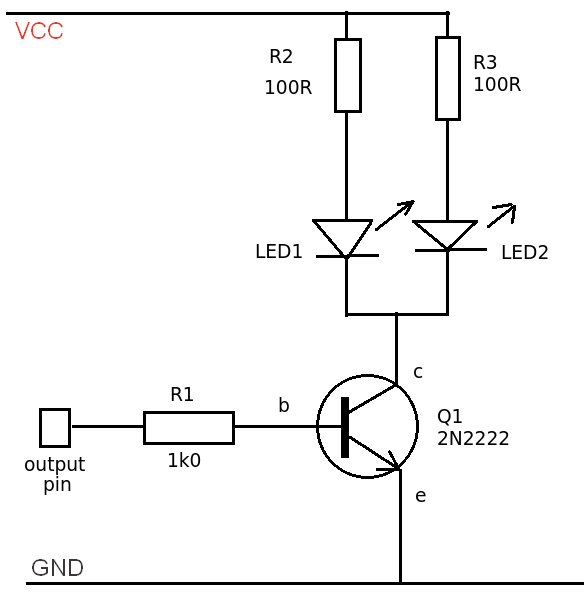 VCC
R2
100R
R3
100R
LED1
LED2
c
R1
b
Q1
2N2222
1k0
output
pin
e
GND